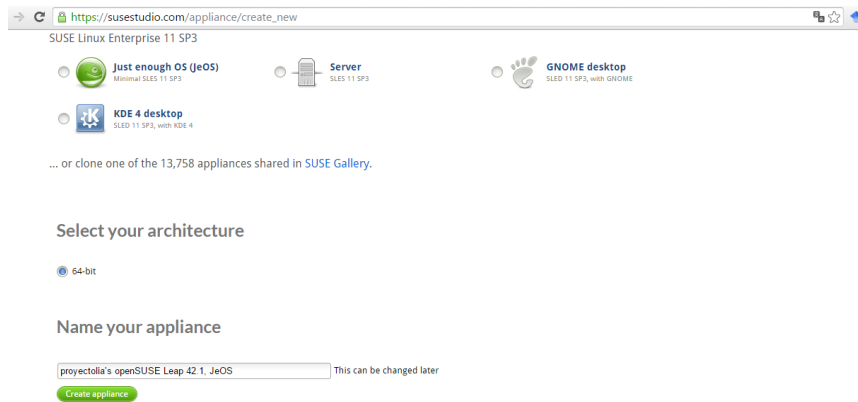 https://susestudio.com/appliance/create_new
SUSE Linux Enterprise 11 SP3
Just enough OS (JeOS)
Minimal SLES 11 SP3
Server
SLES 11 SP3
GNOME desktop
SLED 11 SP3, with GNOME
KDE 4 desktop
SLED 11 SP3, with KDE 4
... or clone one of the 13,758 appliances shared in SUSE Gallery.
Select your architecture
64-bit
Name your appliance
proyectolia's openSUSE Leap 42.1, JeOS This can be changed later
Create appliance